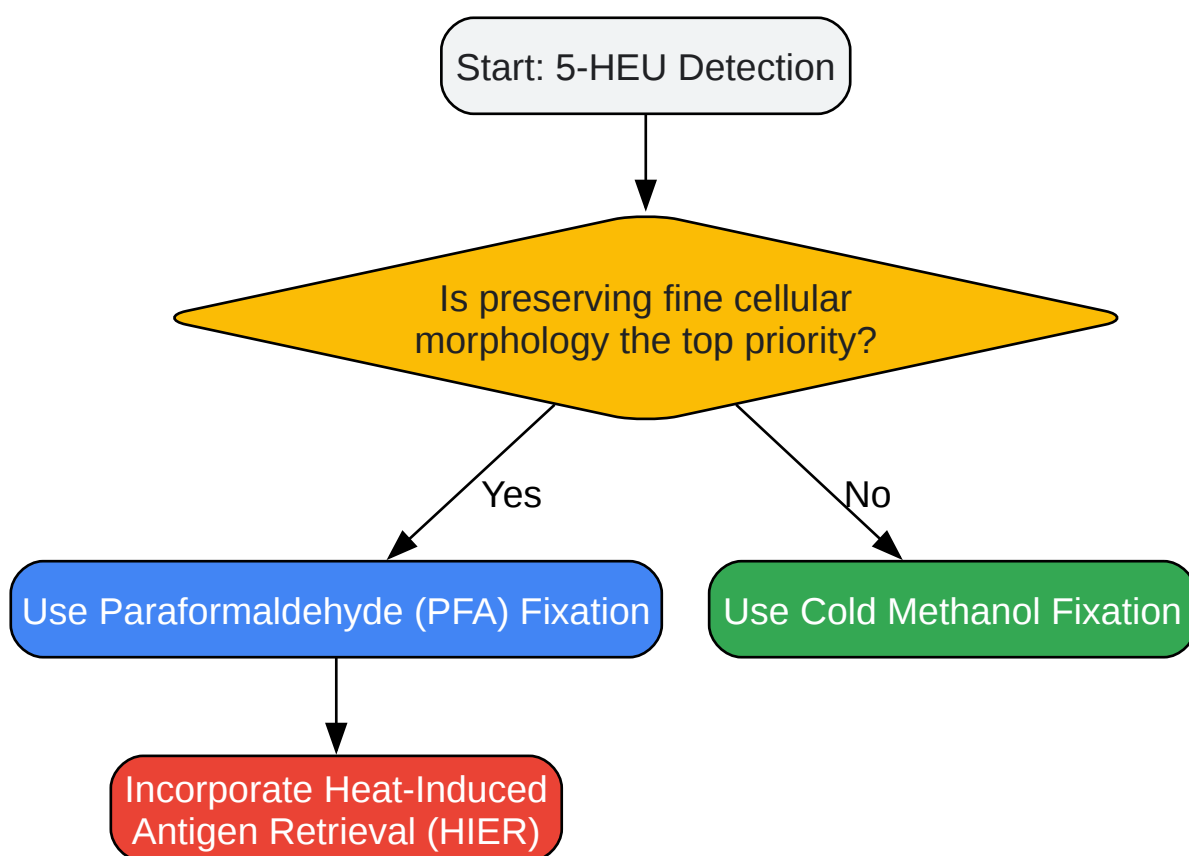 Start: 5-HEU Detection
Is preserving fine cellular
morphology the top priority?
Yes
No
Use Paraformaldehyde (PFA) Fixation
Use Cold Methanol Fixation
Incorporate Heat-Induced
Antigen Retrieval (HIER)